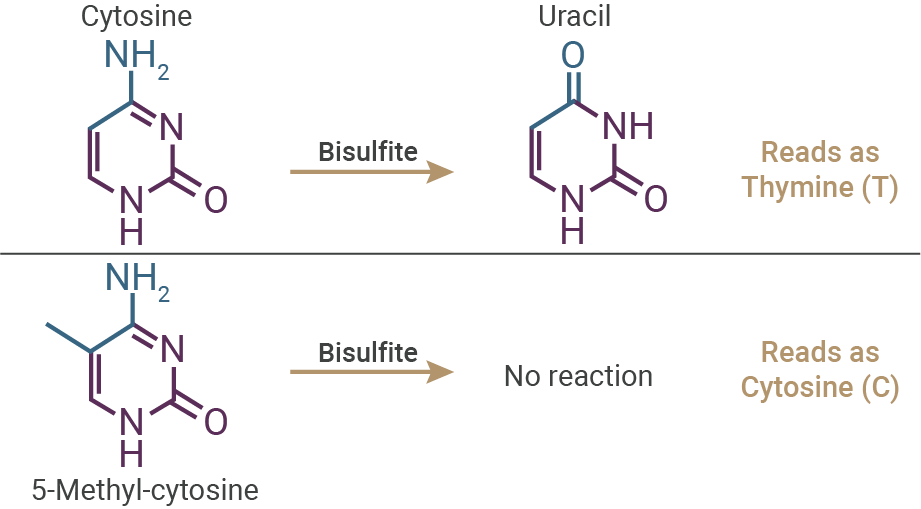 Cytosine
Uracil
NH2
N
N
H
O
Bisulfite
O
NH
N
H
O
Reads as
Thymine (T)
NH2
N
N
H
O
5-Methyl-cytosine
Bisulfite
No reaction
Reads as
Cytosine (C)